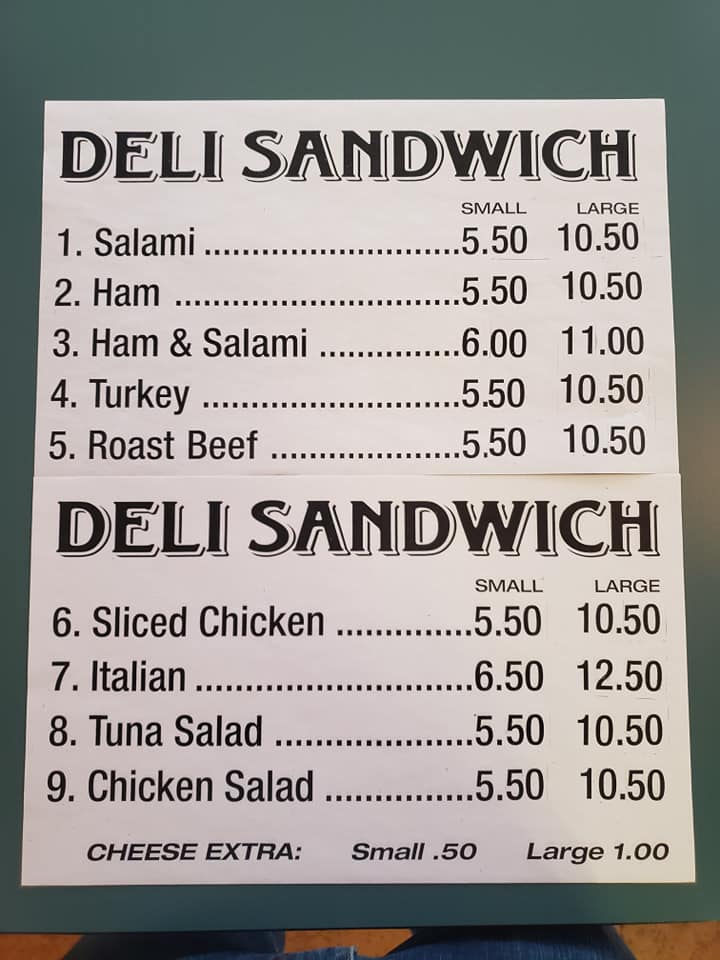 DELI SANDWICH
SMALL LARGE
1. Salami ..........................5.50 10.50
2. Ham .............................5.50 10.50
3. Ham & Salami ..............6.00 11.00
4. Turkey ..........................5.50 10.50
5. Roast Beef ...................5.50 10.50
DELI SANDWICH
SMALL LARGE
6. Sliced Chicken ..............5.50 10.50
7. Italian ............................6.50 12.50
8. Tuna Salad ....................5.50 10.50
9. Chicken Salad ...............5.50 10.50
CHEESE EXTRA: Small .50 Large 1.00